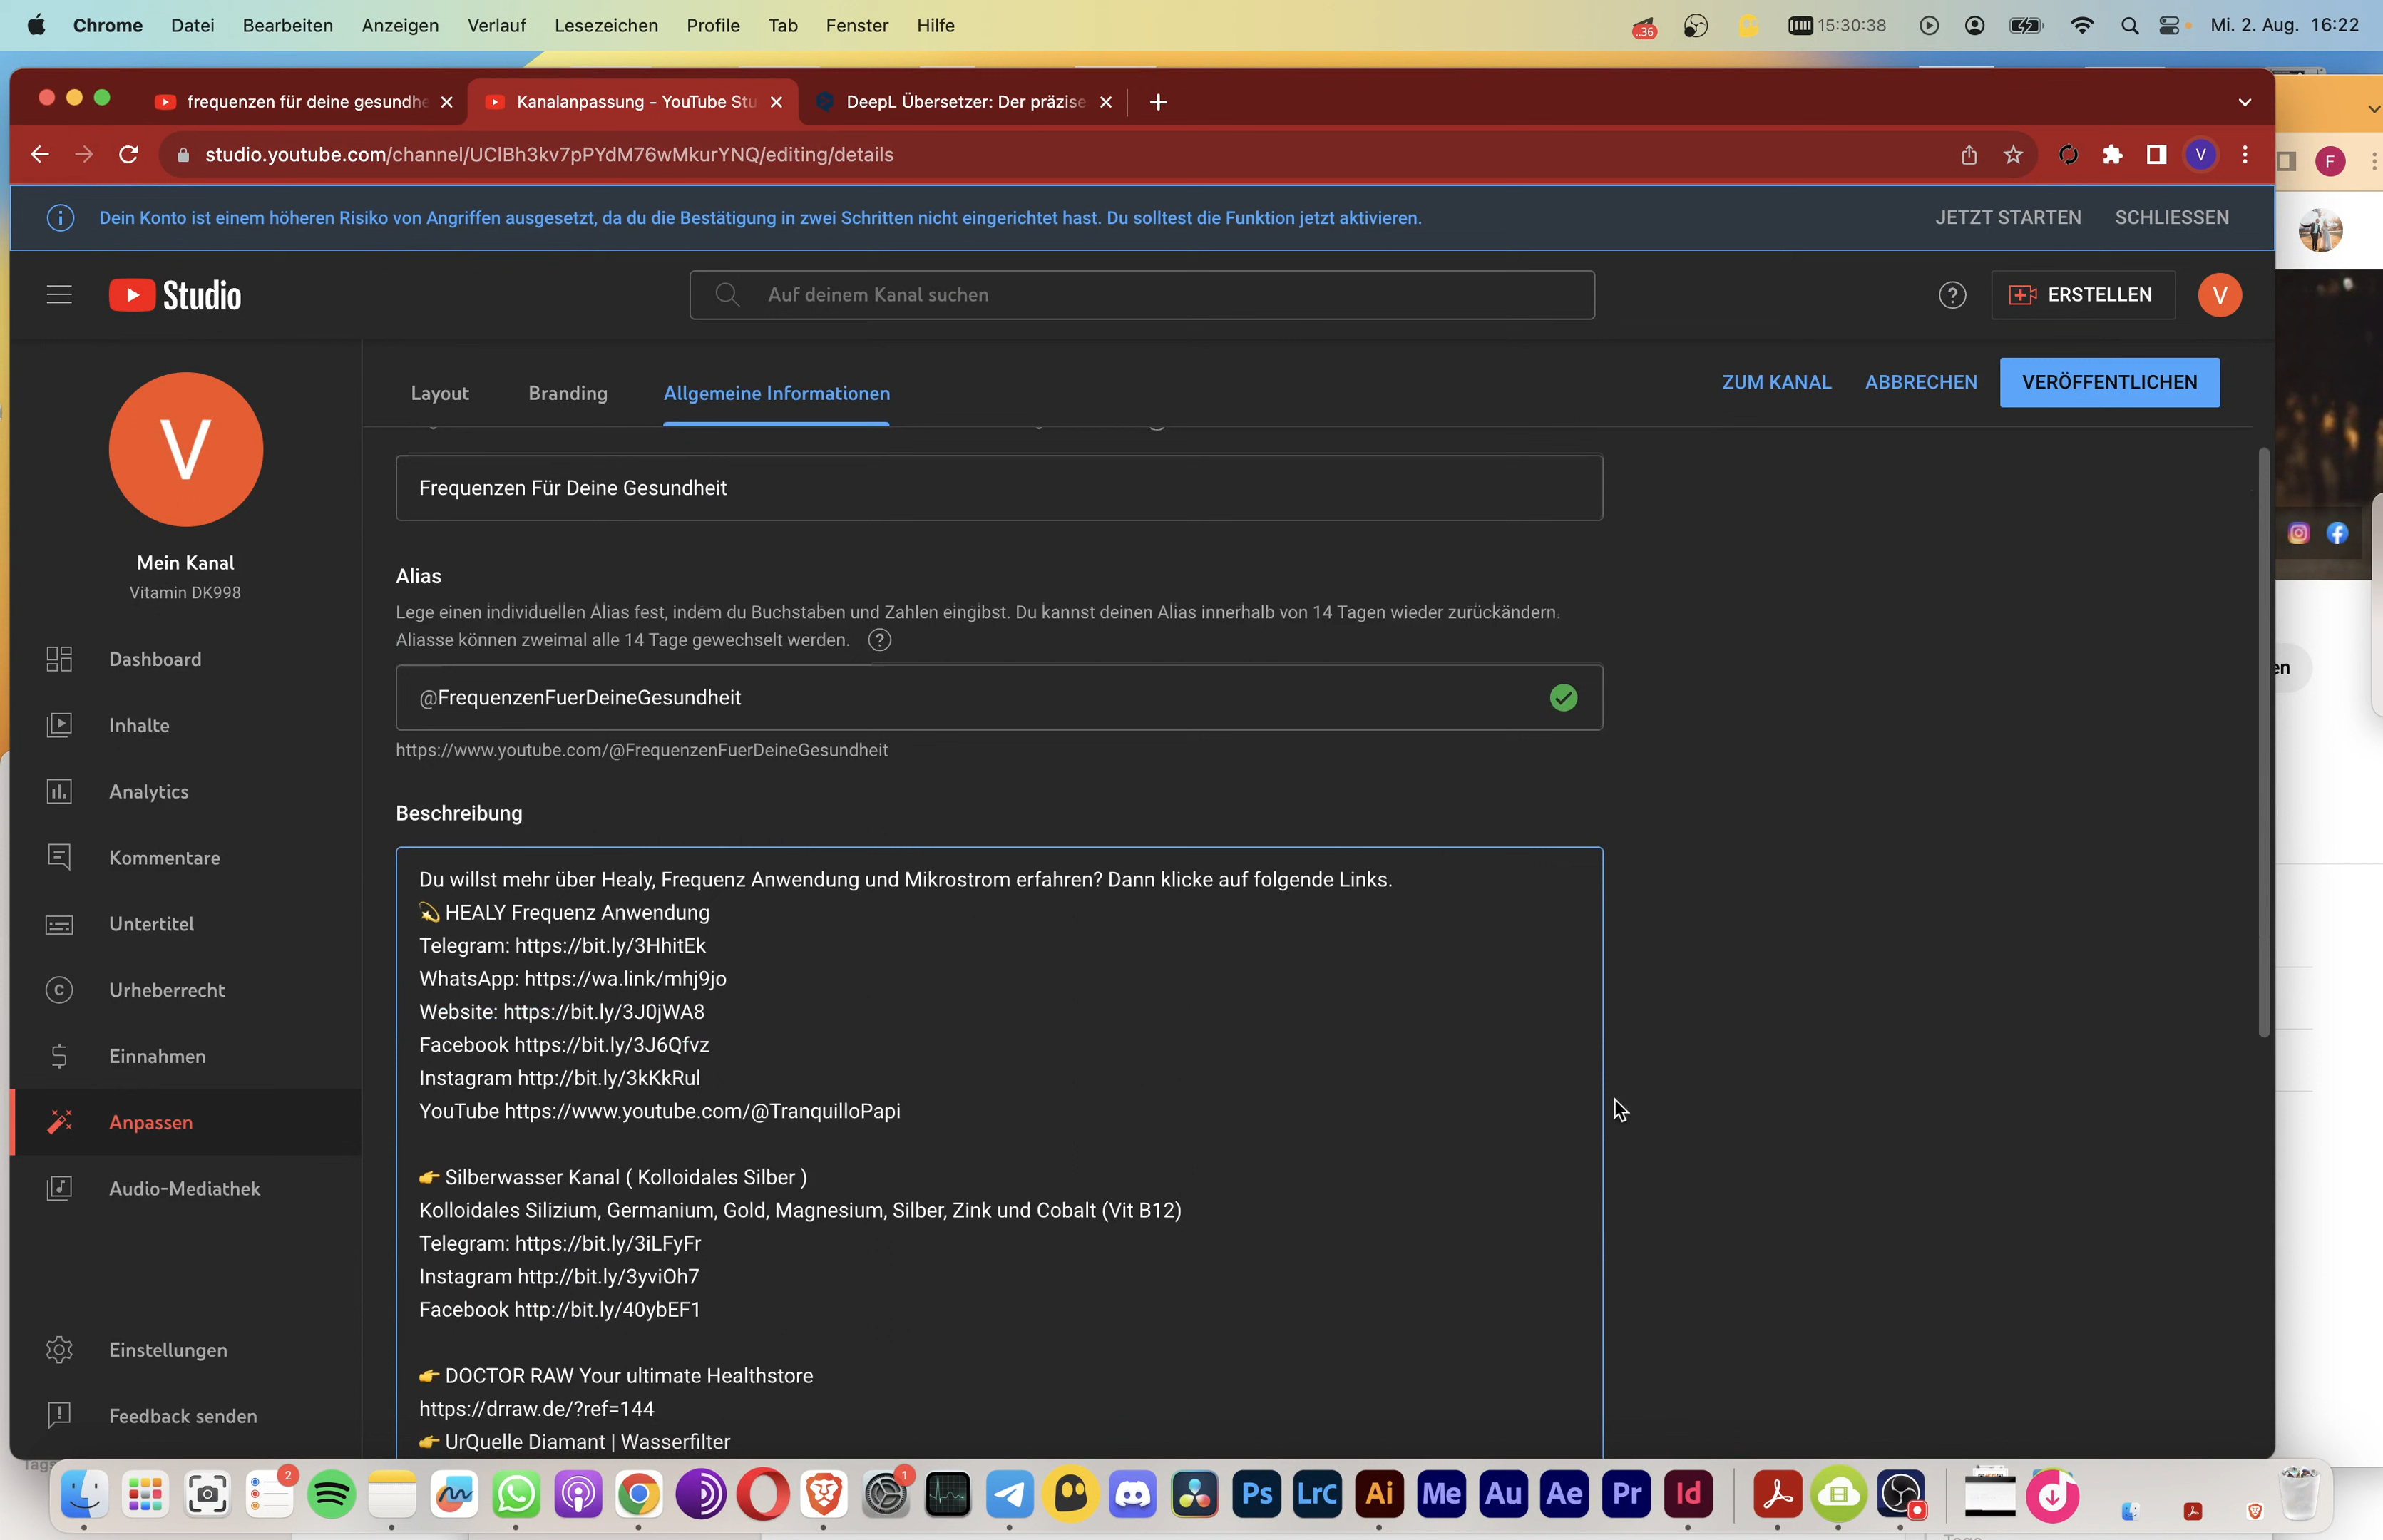 Chrome Datei Bearbeiten Anzeigen Verlauf Lesezeichen Profile Tab Fenster Hilfe ..36 15:30:38 Mi. 2. Aug. 16:22
frequenzen für deine gesundhe Kanalanpassung - YouTube Stu DeepL Übersetzer: Der präzise
studio.youtube.com/channel/UClBh3kv7pPYdM76wMkurYNQ/editing/details V F
Dein Konto ist einem höheren Risiko von Angriffen ausgesetzt, da du die Bestätigung in zwei Schritten nicht eingerichtet hast. Du solltest die Funktion jetzt aktivieren. JETZT STARTEN SCHLIESSEN
Studio Auf deinem Kanal suchen ERSTELLEN V
Layout Branding Allgemeine Informationen ZUM KANAL ABBRECHEN VERÖFFENTLICHEN
V
Mein Kanal
Vitamin DK998
Dashboard
Inhalte
Analytics
Kommentare
Untertitel
Urheberrecht
Einnahmen
Anpassen
Audio-Mediathek
Einstellungen
Feedback senden
Frequenzen Für Deine Gesundheit
Alias
Lege einen individuellen Alias fest, indem du Buchstaben und Zahlen eingibst. Du kannst deinen Alias innerhalb von 14 Tagen wieder zurückändern.
Aliasse können zweimal alle 14 Tage gewechselt werden.
@FrequenzenFuerDeineGesundheit
https://www.youtube.com/@FrequenzenFuerDeineGesundheit
Beschreibung
Du willst mehr über Healy, Frequenz Anwendung und Mikrostrom erfahren? Dann klicke auf folgende Links.
💫 HEALY Frequenz Anwendung
Telegram: https://bit.ly/3HhitEk
WhatsApp: https://wa.link/mhj9jo
Website: https://bit.ly/3J0jWA8
Facebook https://bit.ly/3J6Qfvz
Instagram http://bit.ly/3kKkRul
YouTube https://www.youtube.com/@TranquilloPapi
👉 Silberwasser Kanal ( Kolloidales Silber )
Kolloidales Silizium, Germanium, Gold, Magnesium, Silber, Zink und Cobalt (Vit B12)
Telegram: https://bit.ly/3iLFyFr
Instagram http://bit.ly/3yviOh7
Facebook http://bit.ly/40ybEF1
👉 DOCTOR RAW Your ultimate Healthstore
https://drraw.de/?ref=144
👉 UrQuelle Diamant | Wasserfilter
en
Tags
2 1 Ps LrC Ai Me Au Ae Pr Id